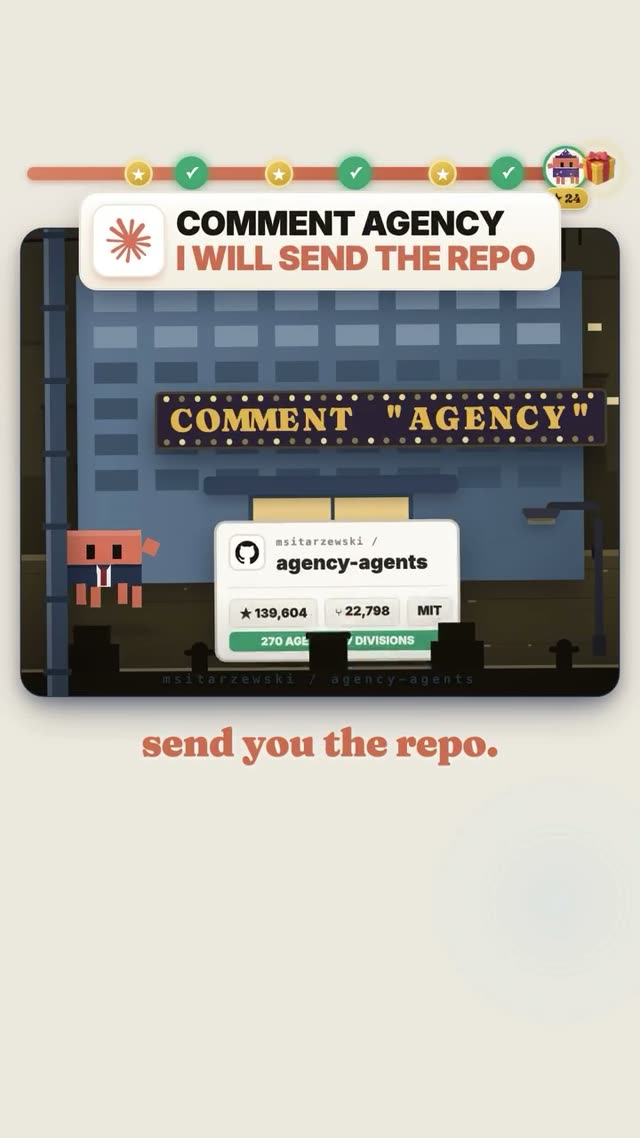 24
COMMENT AGENCY
I WILL SEND THE REPO
COMMENT "AGENCY"
msitarzewski /
agency-agents
★ 139,604 22,798 MIT
270 DIVISIONS
msitarzewski / agency-agents
send you the repo.